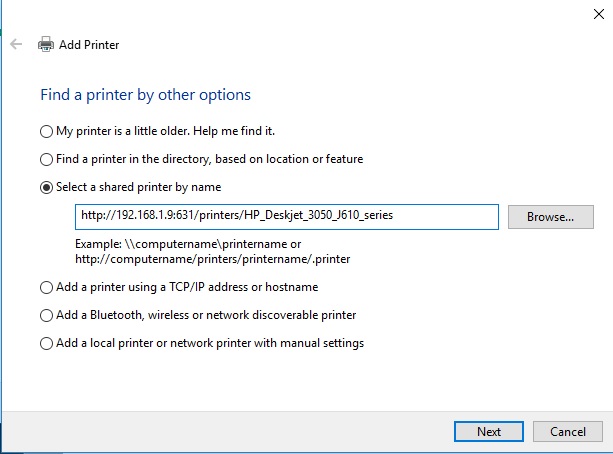 Add Printer
Find a printer by other options
My printer is a little older. Help me find it.
Find a printer in the directory, based on location or feature
Select a shared printer by name
http://192.168.1.9:631/printers/HP_Deskjet_3050_J610_series
Browse...
Example: \\computername\printername or
http://computername/printers/printername/.printer
Add a printer using a TCP/IP address or hostname
Add a Bluetooth, wireless or network discoverable printer
Add a local printer or network printer with manual settings
Next
Cancel